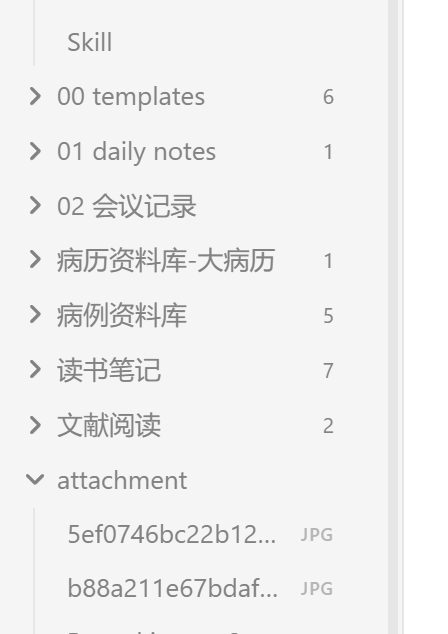 Skill
00 templates 6
01 daily notes 1
02 会议记录
病历资料库-大病历 1
病例资料库 5
读书笔记 7
文献阅读 2
attachment
5ef0746bc22b12... JPG
b88a211e67bdaf... JPG